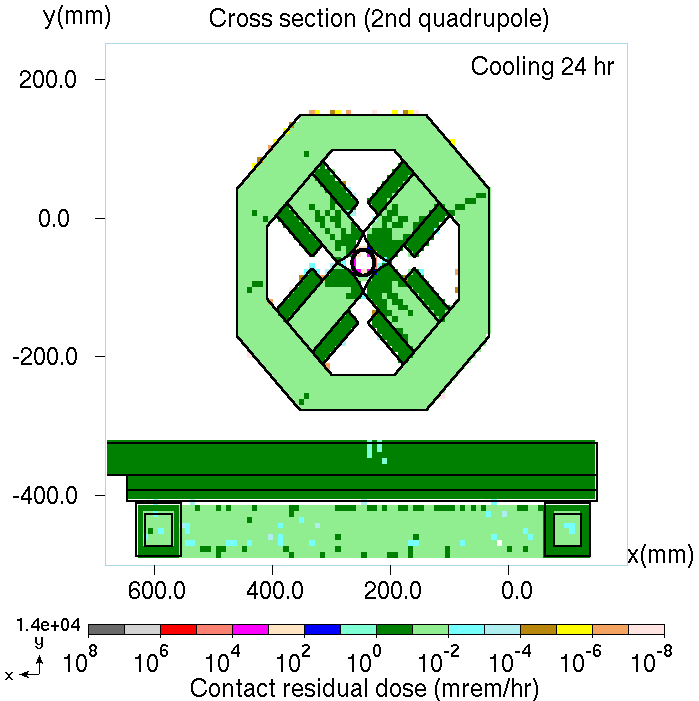 y(mm)
Cross section (2nd quadrupole)
Cooling 24 hr
200.0
0.0
-200.0
-400.0
x(mm)
600.0 400.0 200.0 0.0
1.4e+04
10^8 10^6 10^4 10^2 10^0 10^-2 10^-4 10^-6 10^-8
y
x
Contact residual dose (mrem/hr)